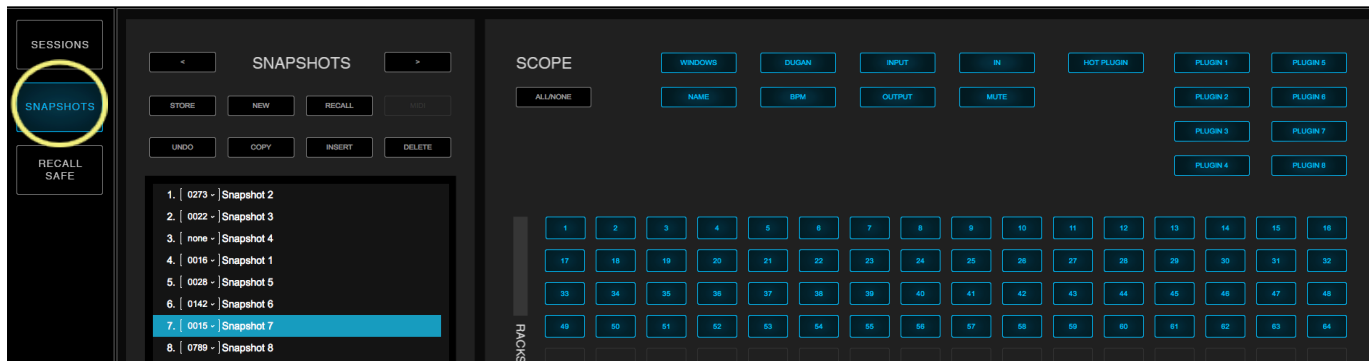 SESSIONS
SNAPSHOTS
RECALL
SAFE
<
SNAPSHOTS
>
STORE
NEW
RECALL
MIDI
UNDO
COPY
INSERT
DELETE
1. [ 0273 ⌄ ] Snapshot 2
2. [ 0022 ⌄ ] Snapshot 3
3. [ none ⌄ ] Snapshot 4
4. [ 0016 ⌄ ] Snapshot 1
5. [ 0028 ⌄ ] Snapshot 5
6. [ 0142 ⌄ ] Snapshot 6
7. [ 0015 ⌄ ] Snapshot 7
8. [ 0789 ⌄ ] Snapshot 8
SCOPE
WINDOWS
DUGAN
INPUT
IN
HOT PLUGIN
PLUGIN 1
PLUGIN 5
ALL/NONE
NAME
BPM
OUTPUT
MUTE
PLUGIN 2
PLUGIN 6
PLUGIN 3
PLUGIN 7
PLUGIN 4
PLUGIN 8
RACKS
1 2 3 4 5 6 7 8 9 10 11 12 13 14 15 16
17 18 19 20 21 22 23 24 25 26 27 28 29 30 31 32
33 34 35 36 37 38 39 40 41 42 43 44 45 46 47 48
49 50 51 52 53 54 55 56 57 58 59 60 61 62 63 64